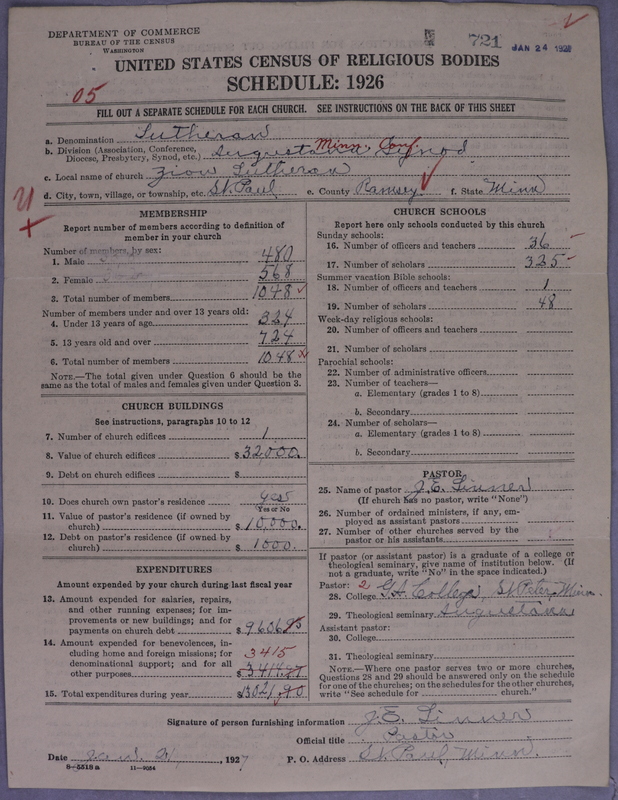 DEPARTMENT OF COMMERCE
BUREAU OF THE CENSUS
WASHINGTON
721
JAN 24 192
UNITED STATES CENSUS OF RELIGIOUS BODIES
SCHEDULE: 1926
05
FILL OUT A SEPARATE SCHEDULE FOR EACH CHURCH. SEE INSTRUCTIONS ON THE BACK OF THIS SHEET
a. Denomination Lutheran
b. Division (Association, Conference, Diocese, Presbytery, Synod, etc.) Augustana Synod Minn. Conf.
c. Local name of church Zion Lutheran
d. City, town, village, or township, etc. St. Paul e. County Ramsey f. State Minn
MEMBERSHIP
Report number of members according to definition of
member in your church
Number of members, by sex:
1. Male 480
2. Female 568
3. Total number of members 1048
Number of members under and over 13 years old:
4. Under 13 years of age 324
5. 13 years old and over 724
6. Total number of members 1048
NOTE.—The total given under Question 6 should be the
same as the total of males and females given under Question 3.
CHURCH BUILDINGS
See instructions, paragraphs 10 to 12
7. Number of church edifices 1
8. Value of church edifices $32,000.
9. Debt on church edifices $
10. Does church own pastor's residence yes
Yes or No
11. Value of pastor's residence (if owned by
church) $10,000.
12. Debt on pastor's residence (if owned by
church) $1000.
EXPENDITURES
Amount expended by your church during last fiscal year
13. Amount expended for salaries, repairs,
and other running expenses; for im-
provements or new buildings; and for
payments on church debt $9606
14. Amount expended for benevolences, in-
cluding home and foreign missions; for
denominational support; and for all
3415
other purposes $3414.
15. Total expenditures during year $13021.
CHURCH SCHOOLS
Report here only schools conducted by this church
Sunday schools:
16. Number of officers and teachers 36
17. Number of scholars 325
Summer vacation Bible schools:
18. Number of officers and teachers 1
19. Number of scholars 48
Week-day religious schools:
20. Number of officers and teachers
21. Number of scholars
Parochial schools:
22. Number of administrative officers
23. Number of teachers—
a. Elementary (grades 1 to 8)
b. Secondary
24. Number of scholars—
a. Elementary (grades 1 to 8)
b. Secondary
PASTOR
25. Name of pastor J. E. Linner
(If church has no pastor, write "None")
26. Number of ordained ministers, if any, em-
ployed as assistant pastors
27. Number of other churches served by the
pastor or his assistants
If pastor (or assistant pastor) is a graduate of a college or
theological seminary, give name of institution below. (If
not a graduate, write "No" in the space indicated.)
Pastor: 2
28. College G. A. College, St. Peter, Minn.
29. Theological seminary Augustana
Assistant pastor:
30. College
31. Theological seminary
NOTE.—Where one pastor serves two or more churches,
Questions 28 and 29 should be answered only on the schedule
for one of the churches; on the schedules for the other churches,
write "See schedule for church."
Signature of person furnishing information J. E. Linner
Official title Pastor
Date , 1927 P. O. Address St. Paul, Minn.
8-5518a 11-9054